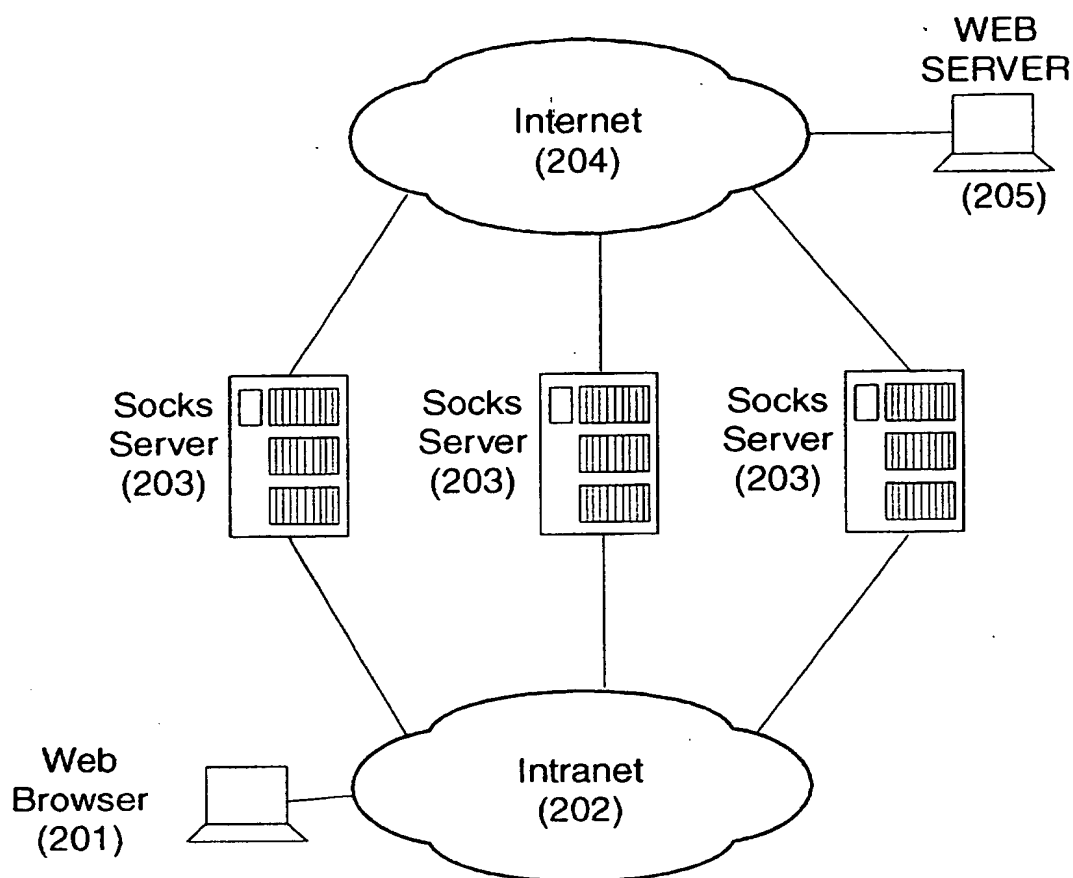 WEB
SERVER
(205)
Internet
(204)
Socks
Server
(203)
Socks
Server
(203)
Socks
Server
(203)
Web
Browser
(201)
Intranet
(202)